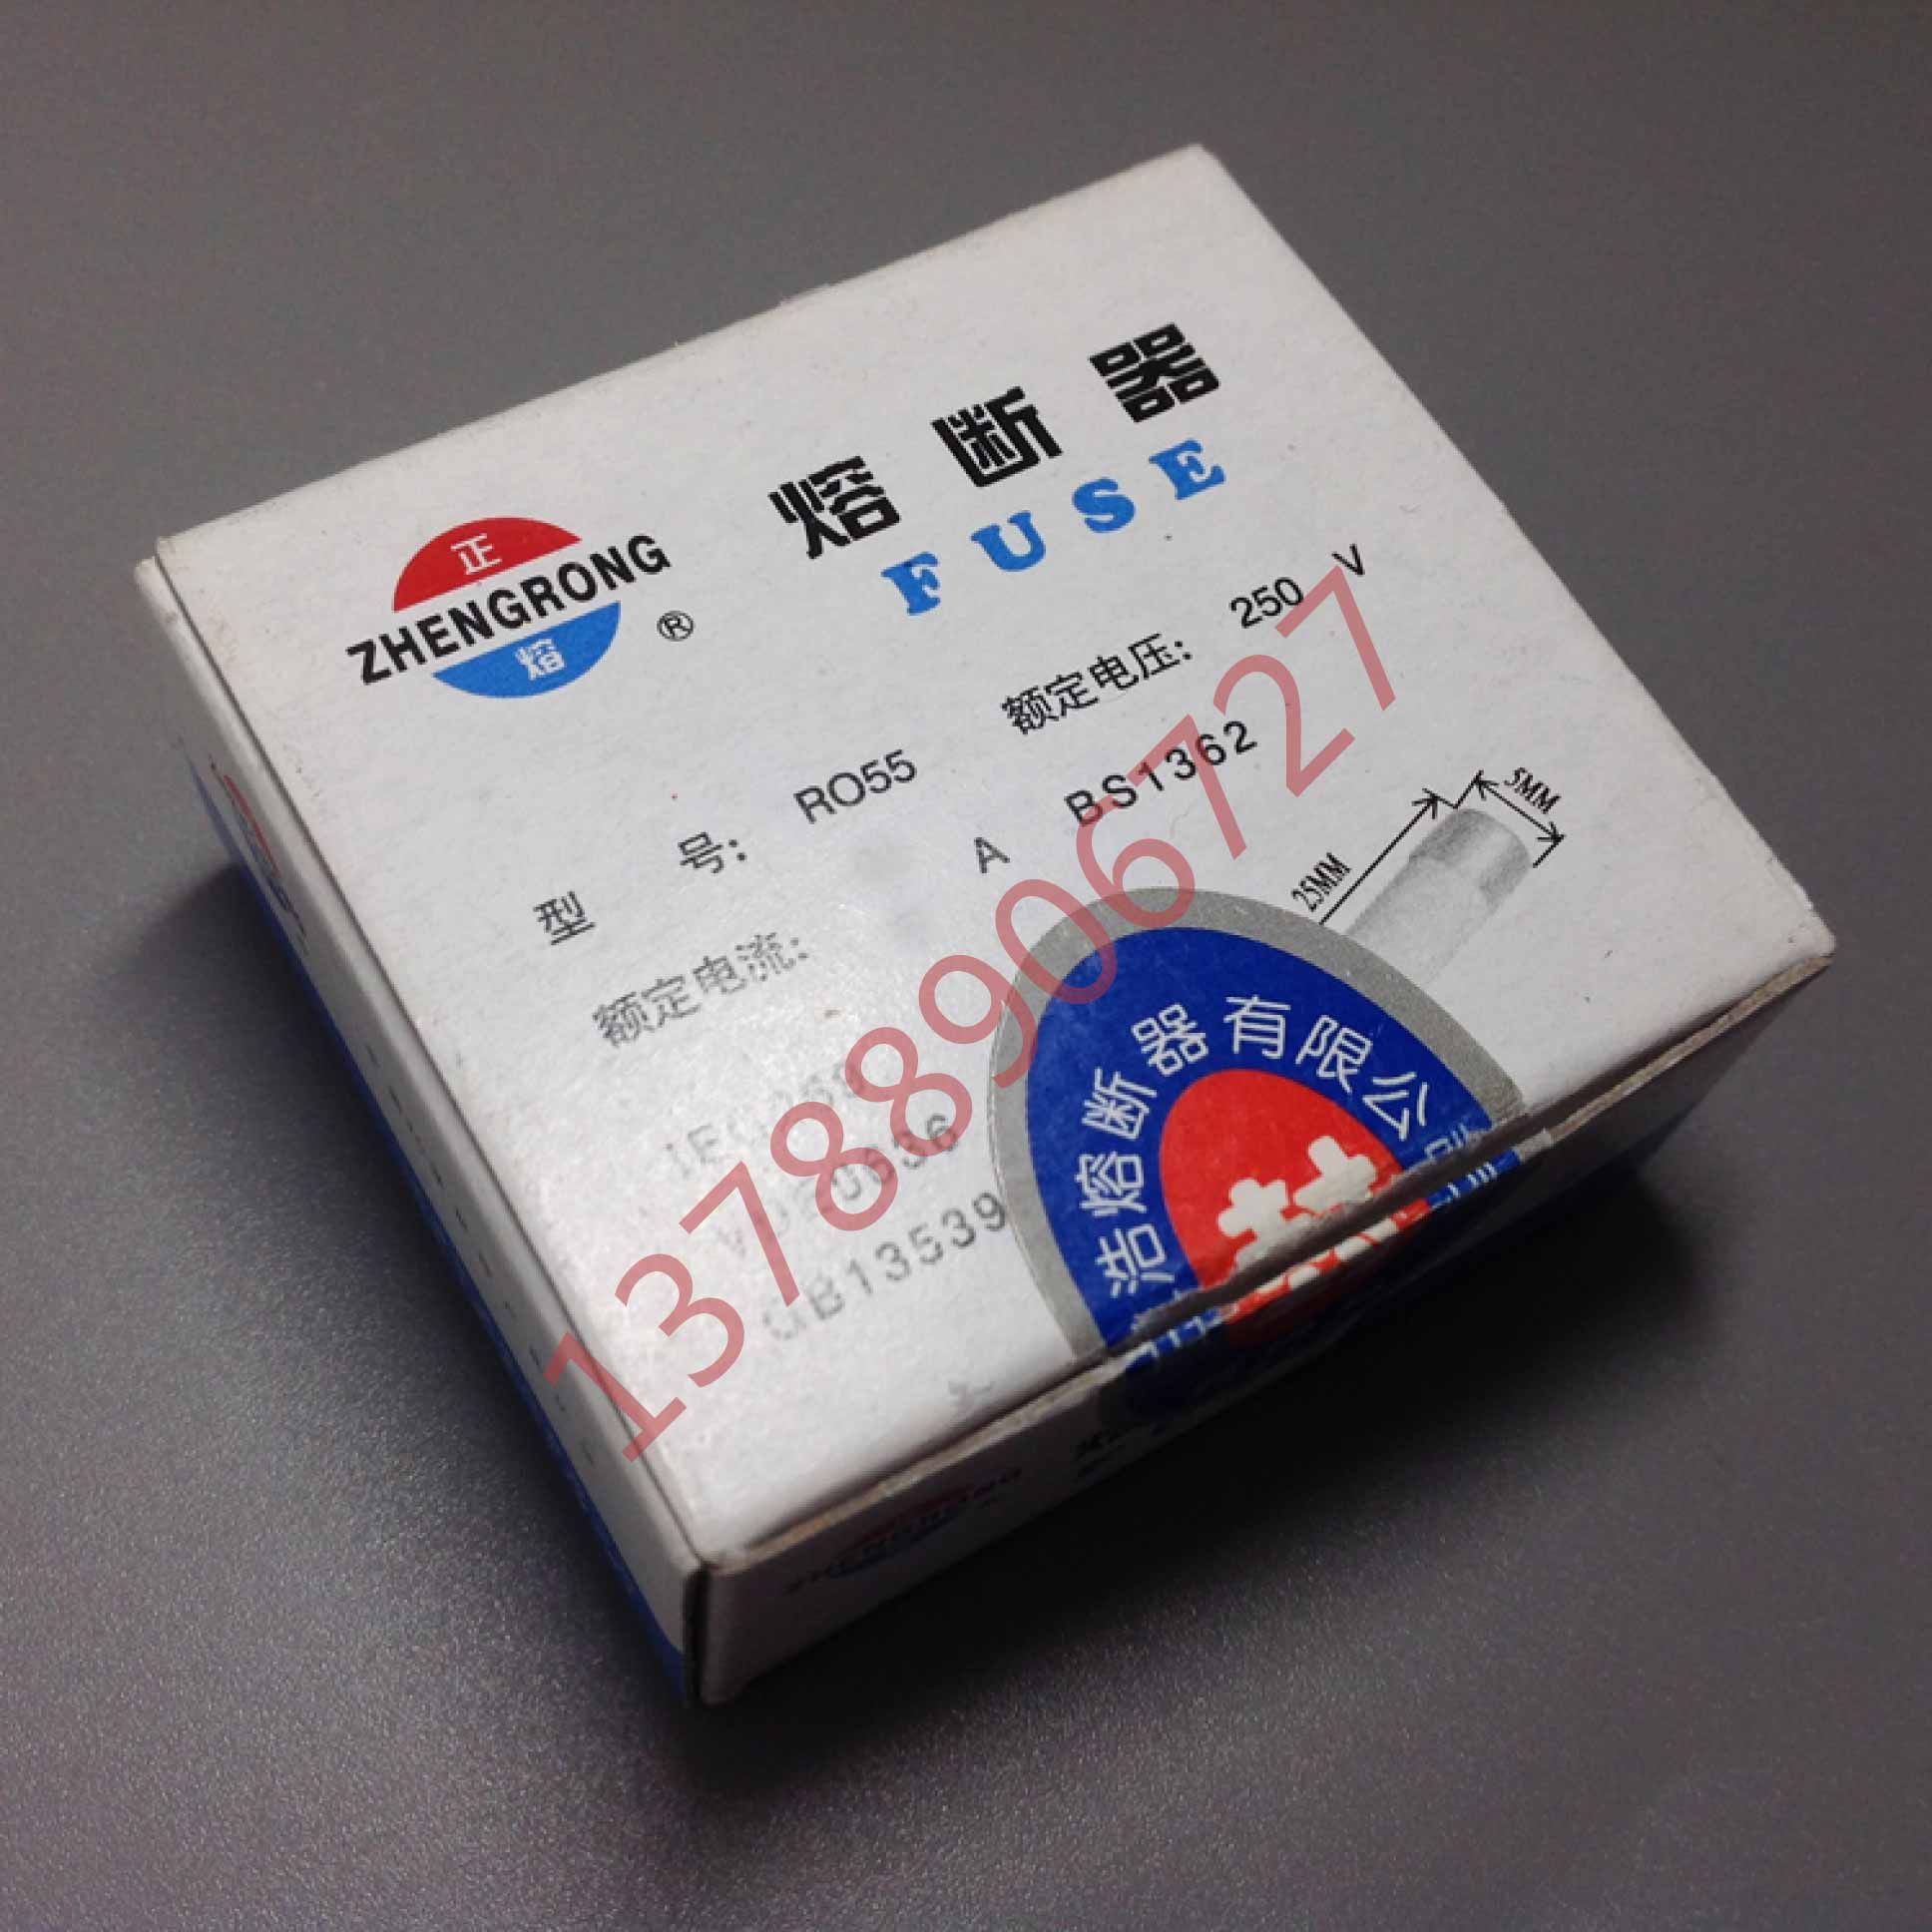 正
ZHENGRONG
熔
®
熔断器
FUSE
型号: RO55
额定电压: 250 V
额定电流: A
BS1362
25MM
5MM
GB13539
浩熔断器有限公
13788906727